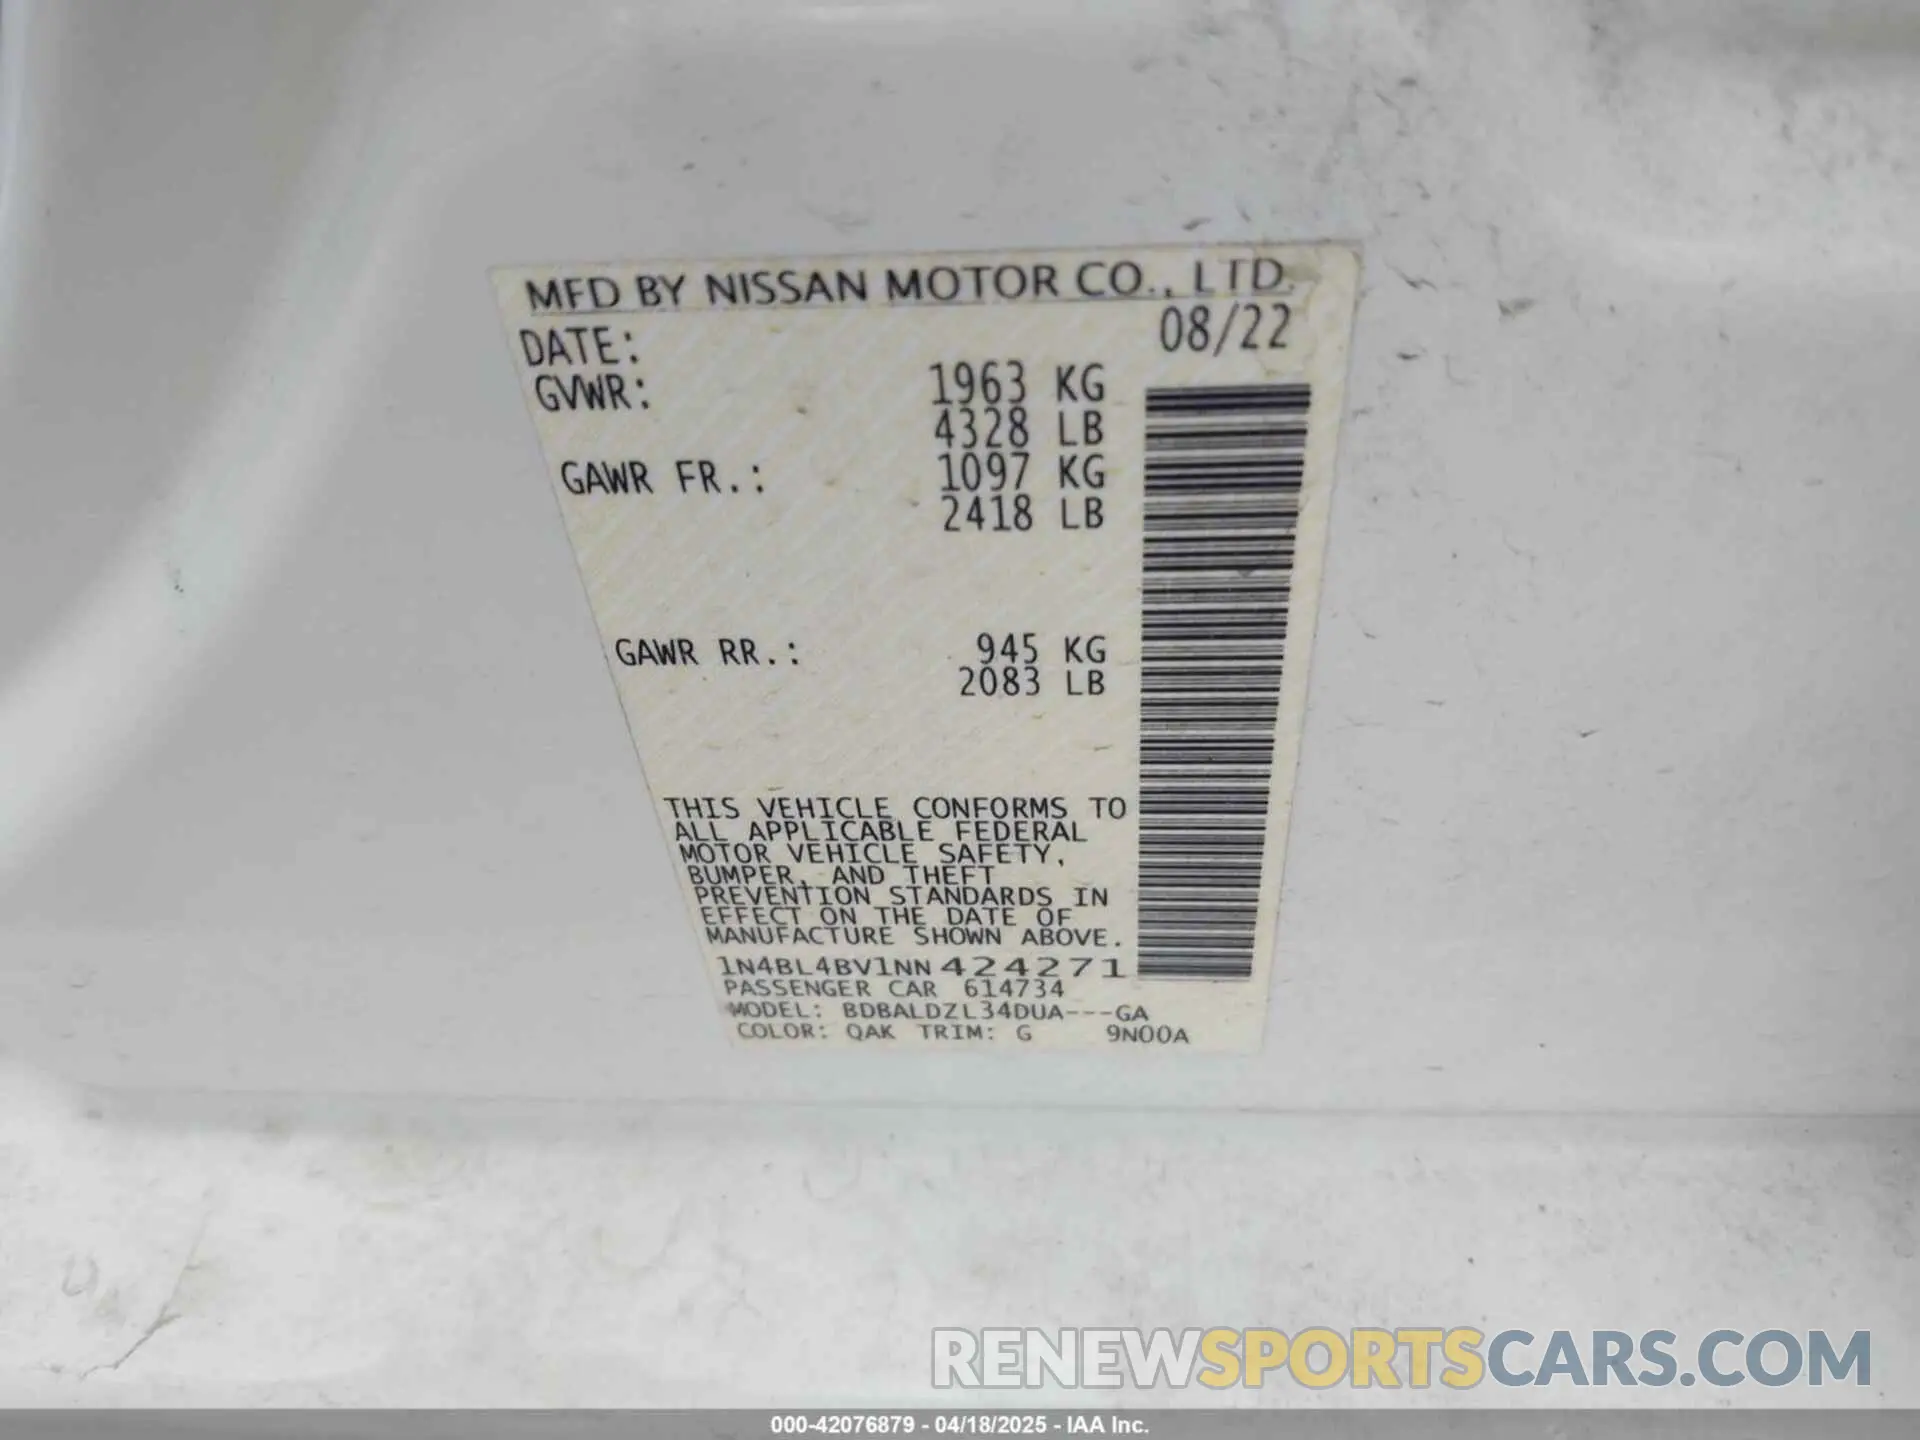 MFD BY NISSAN MOTOR CO., LTD.
DATE: 08/22
GVWR: 1963 KG
4328 LB
GAWR FR.: 1097 KG
2418 LB
GAWR RR.: 945 KG
2083 LB
THIS VEHICLE CONFORMS TO
ALL APPLICABLE FEDERAL
MOTOR VEHICLE SAFETY,
BUMPER, AND THEFT
PREVENTION STANDARDS IN
EFFECT ON THE DATE OF
MANUFACTURE SHOWN ABOVE.
1N4BL4BV1NN424271
PASSENGER CAR 614734
MODEL: BDBALDZL34DUA---GA
COLOR: QAK TRIM: G 9N00A
RENEWSPORTSCARS.COM
000-42076879 - 04/18/2025 - IAA Inc.